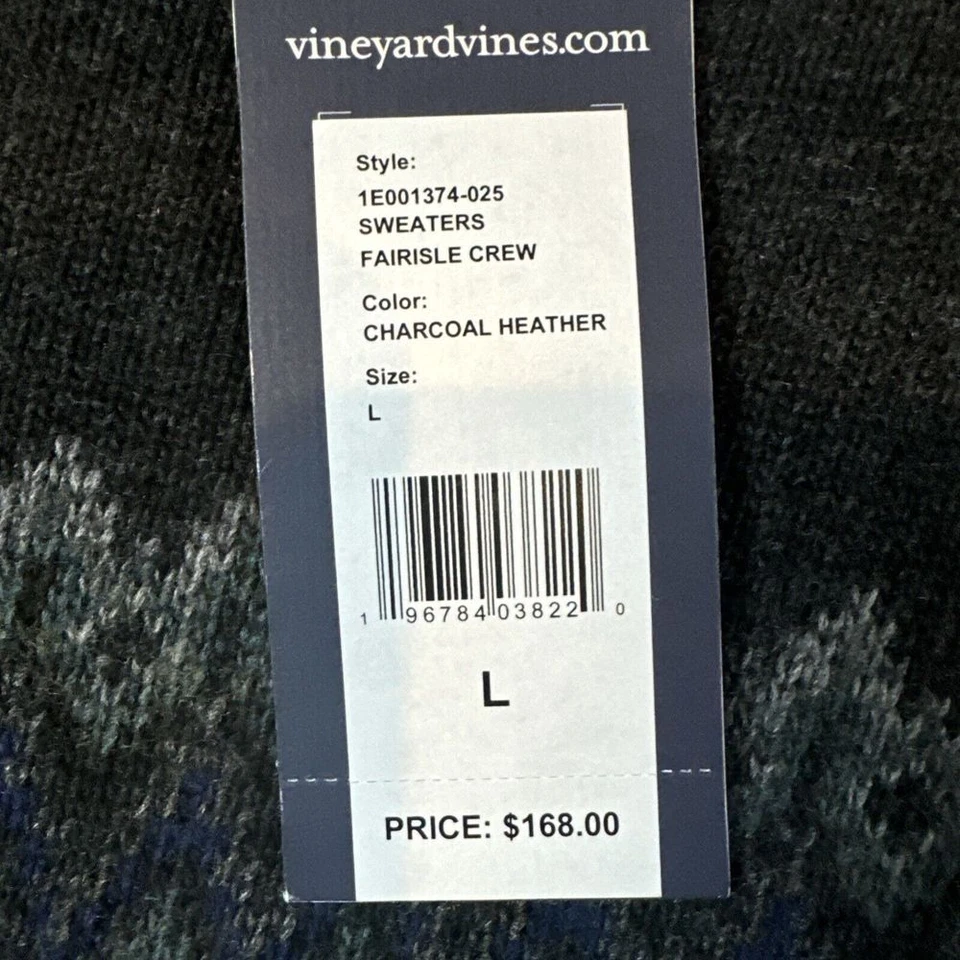 vineyardvines.com
Style:
1E001374-025
SWEATERS
FAIRISLE CREW
Color:
CHARCOAL HEATHER
Size:
L
1 96784 03822 0
L
PRICE: $168.00